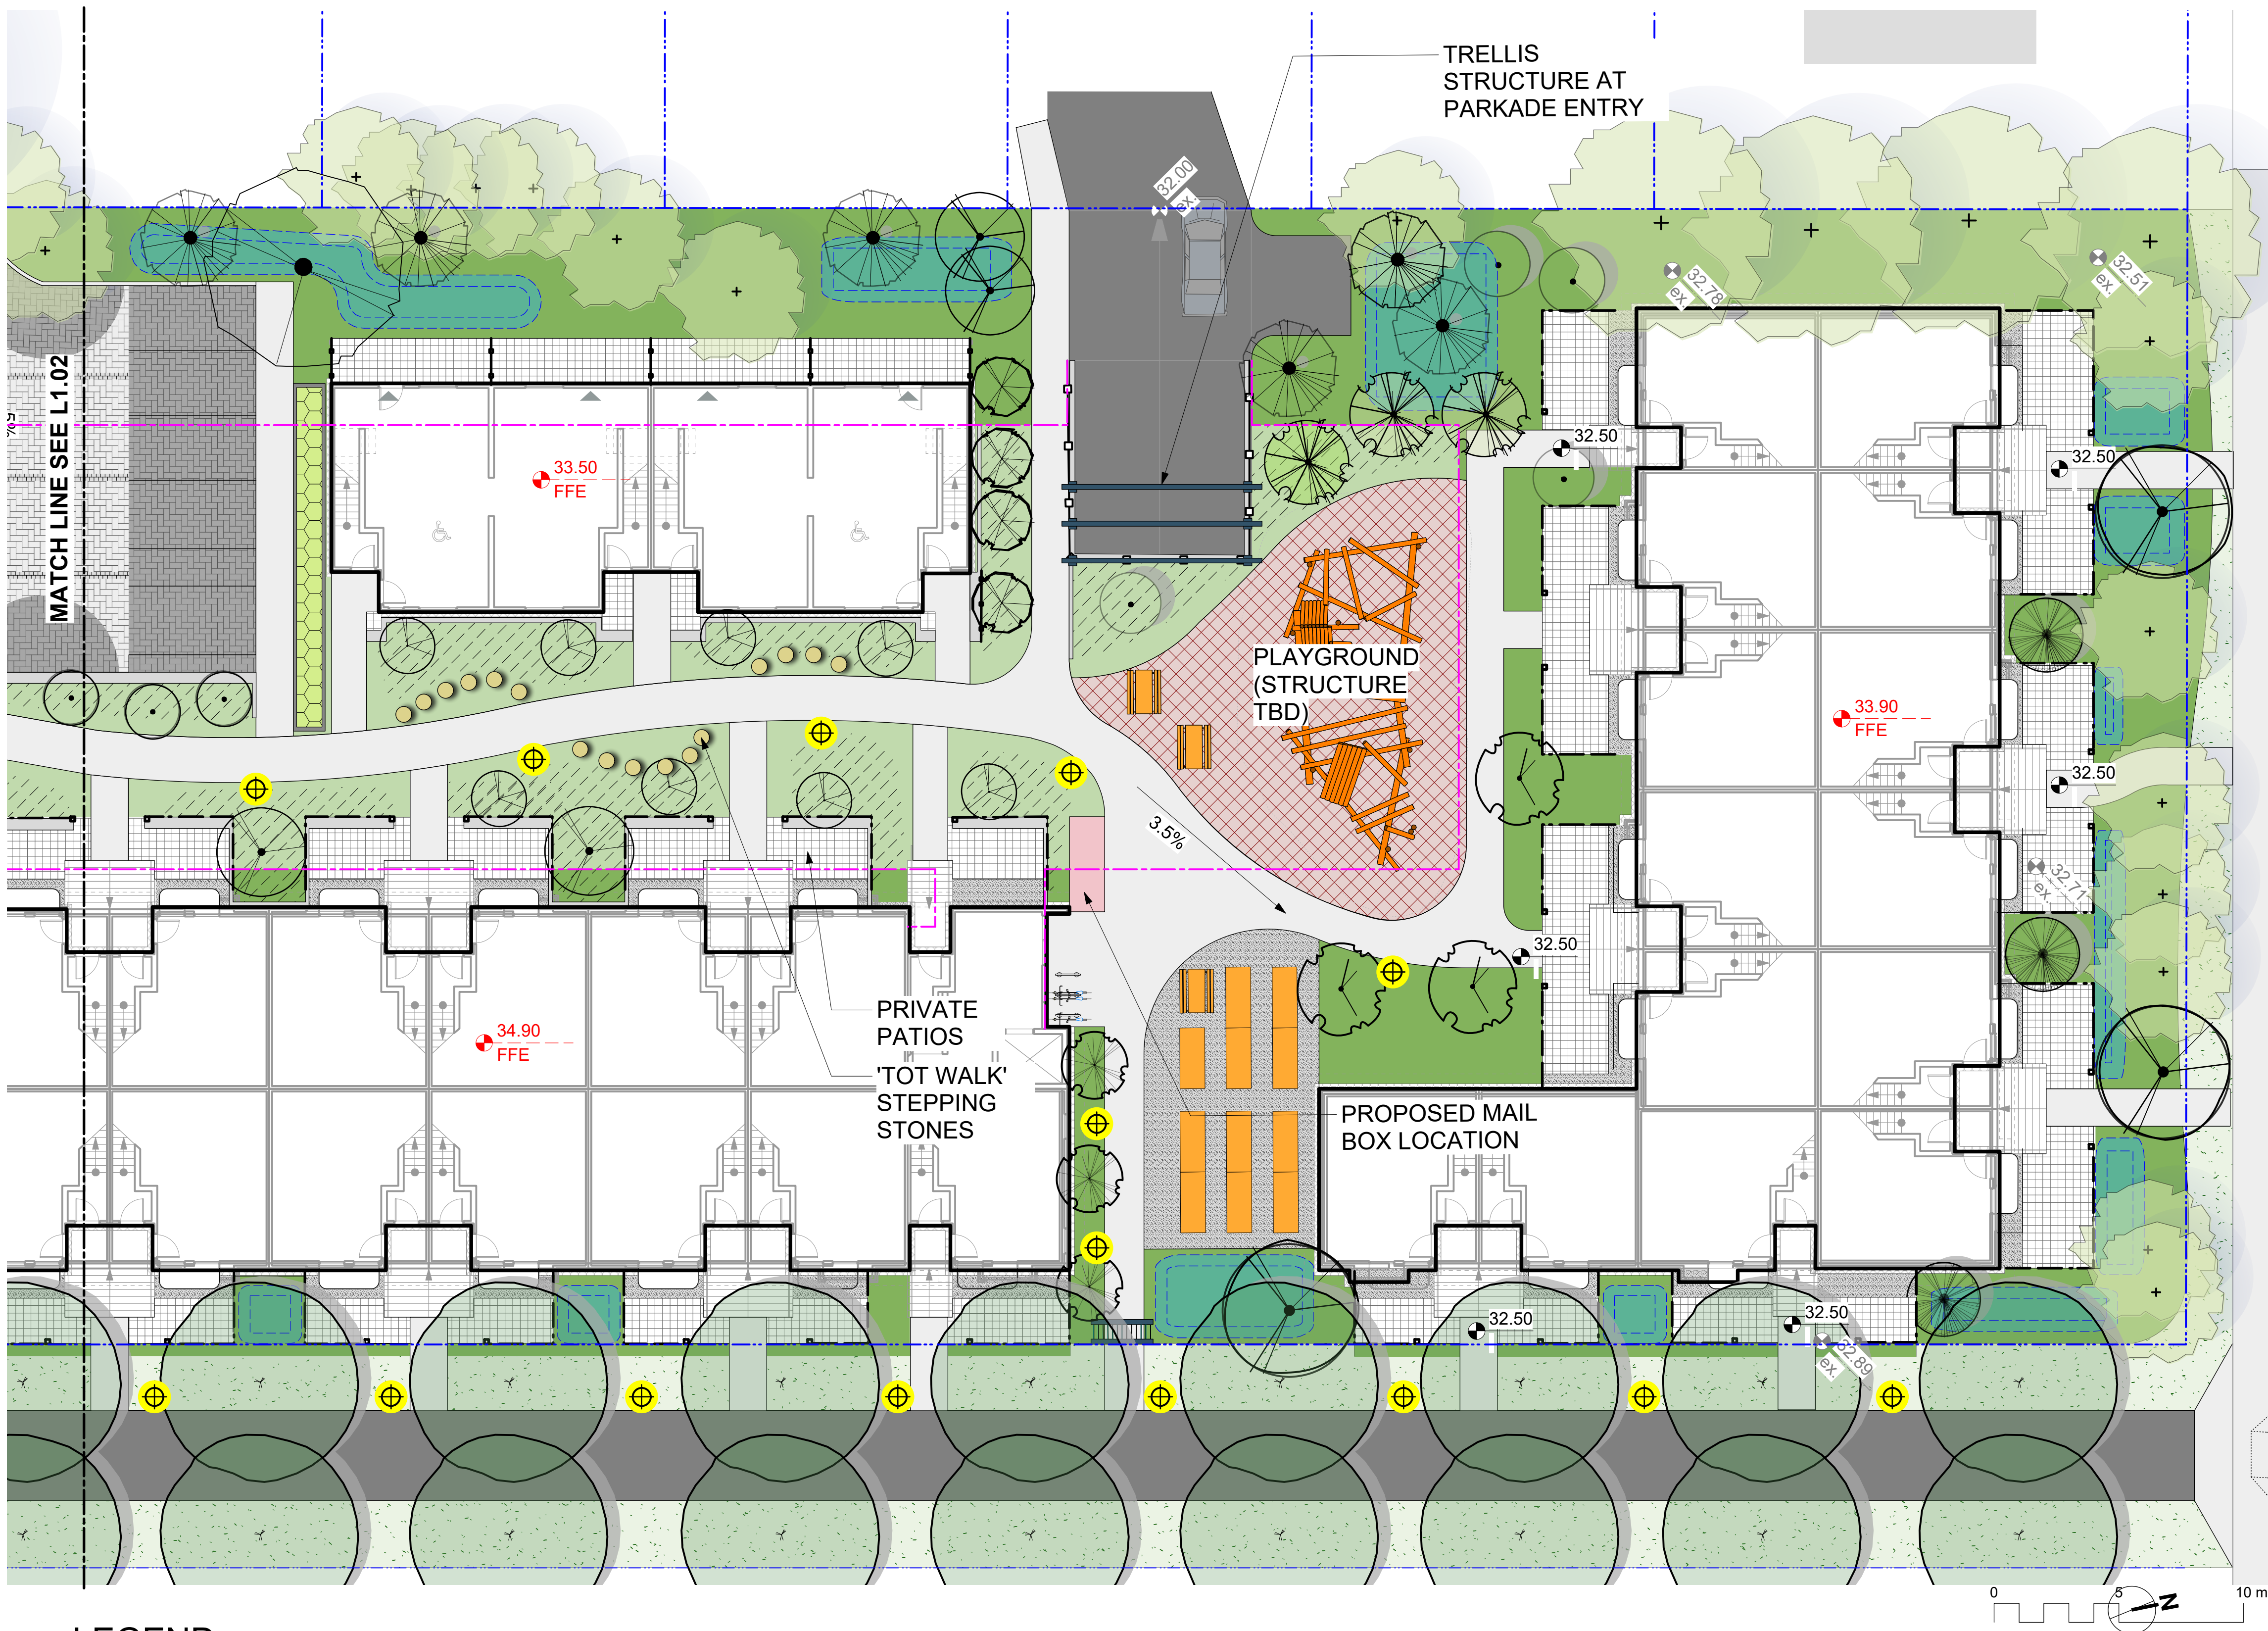 TRELLIS
STRUCTURE AT
PARKADE ENTRY
32.00
ex.
32.78
ex.
32.51
ex.
MATCH LINE SEE L1.02
5%
32.50
32.50
33.50
FFE
PLAYGROUND
(STRUCTURE
TBD)
33.90
FFE
32.50
3.5%
32.71
ex.
32.50
PRIVATE
PATIOS
34.90
FFE
'TOT WALK'
STEPPING
STONES
PROPOSED MAIL
BOX LOCATION
32.50
32.50
32.89
ex.
0
5
10 m
N
LEGEND